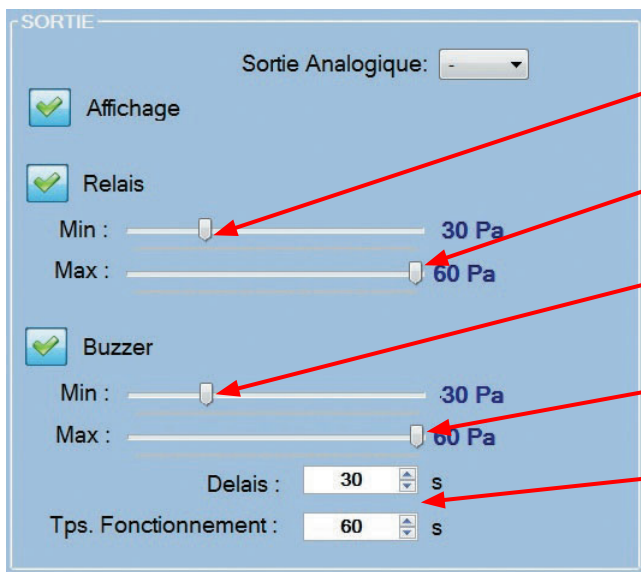 SORTIE
Sortie Analogique: -
Affichage
Relais
Min : 30 Pa
Max : 60 Pa
Buzzer
Min : 30 Pa
Max : 60 Pa
Delais : 30 s
Tps. Fonctionnement : 60 s